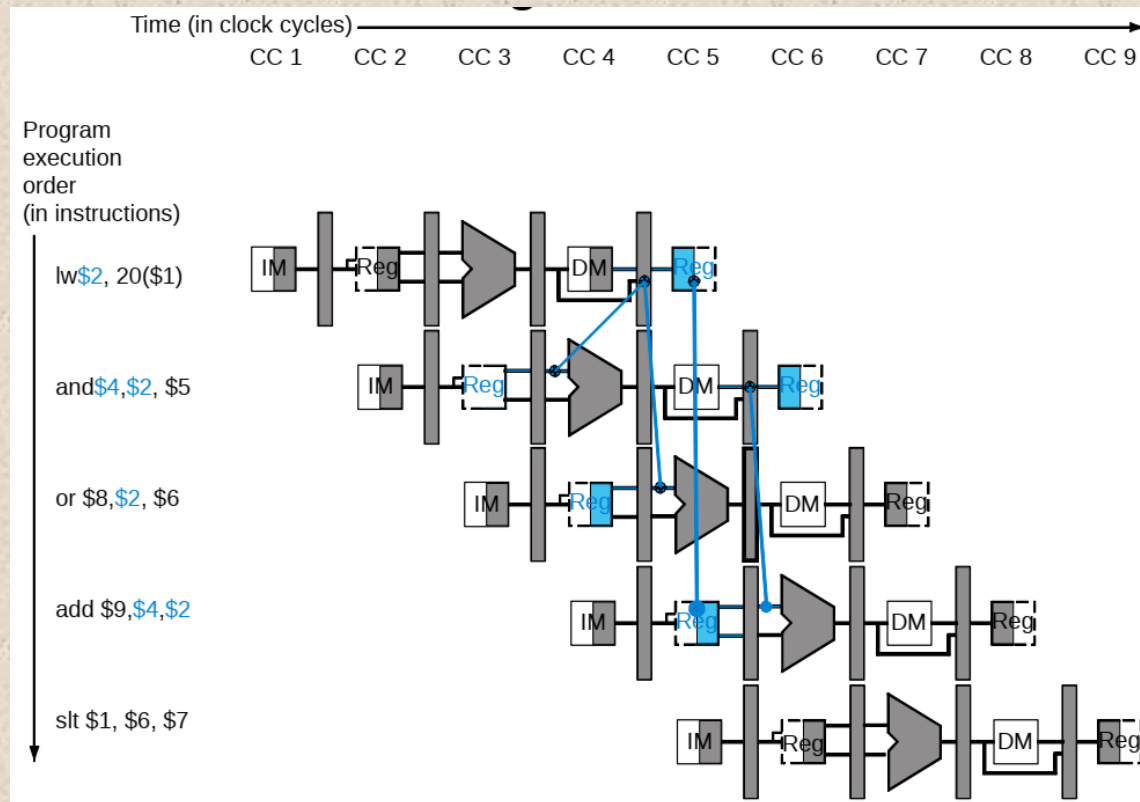 Time (in clock cycles)
CC 1 CC 2 CC 3 CC 4 CC 5 CC 6 CC 7 CC 8 CC 9
Program
execution
order
(in instructions)
lw$2, 20($1)
IM Reg DM Reg
and$4,$2, $5
IM Reg DM Reg
or $8,$2, $6
IM Reg DM Reg
add $9,$4,$2
IM Reg DM Reg
slt $1, $6, $7
IM Reg DM Reg